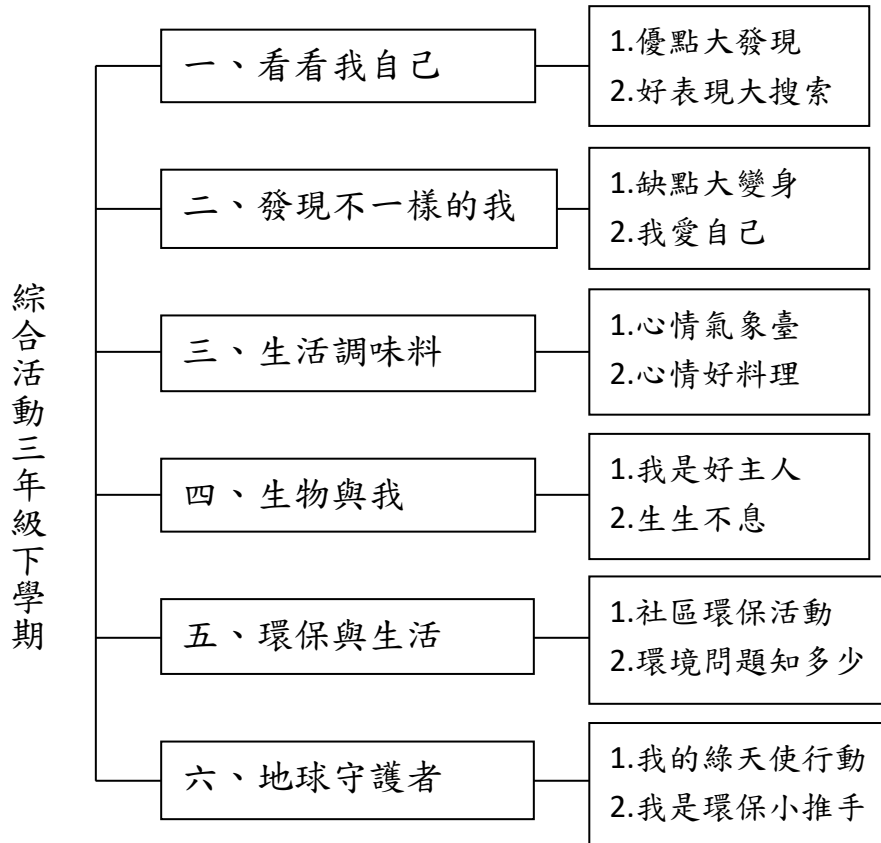 綜合活動三年級下學期
一、看看我自己
1.優點大發現
2.好表現大搜索
二、發現不一樣的我
1.缺點大變身
2.我愛自己
三、生活調味料
1.心情氣象臺
2.心情好料理
四、生物與我
1.我是好主人
2.生生不息
五、環保與生活
1.社區環保活動
2.環境問題知多少
六、地球守護者
1.我的綠天使行動
2.我是環保小推手